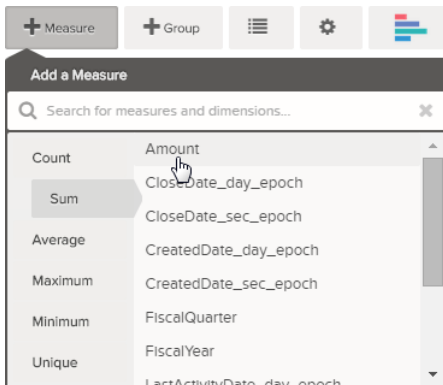 Measure
Group
Add a Measure
Search for measures and dimensions...
Count
Sum
Average
Maximum
Minimum
Unique
Amount
CloseDate_day_epoch
CloseDate_sec_epoch
CreatedDate_day_epoch
CreatedDate_sec_epoch
FiscalQuarter
FiscalYear
LastActivityDate_day_epoch